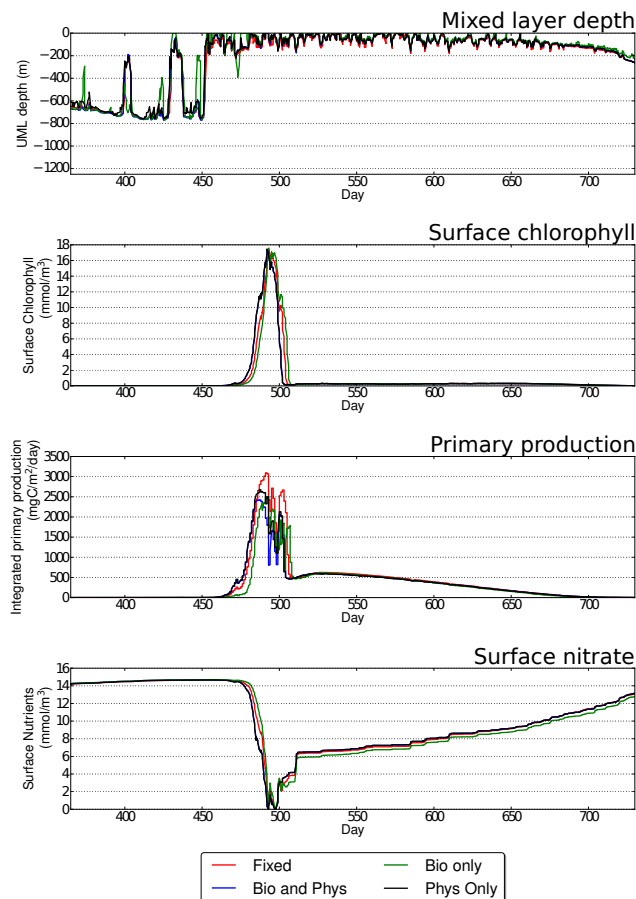 Mixed layer depth
0
−200
−400
−600
−800
−1000
−1200
UML depth (m)
400 450 500 550 600 650 700
Day
Surface chlorophyll
18
16
14
12
10
8
6
4
2
0
Surface Chlorophyll
(mmol/m³)
400 450 500 550 600 650 700
Day
Primary production
3500
3000
2500
2000
1500
1000
500
0
Integrated primary production
(mgC/m²/day)
400 450 500 550 600 650 700
Day
Surface nitrate
16
14
12
10
8
6
4
2
0
Surface Nutrients
(mmol/m³)
400 450 500 550 600 650 700
Day
Fixed Bio only
Bio and Phys Phys Only